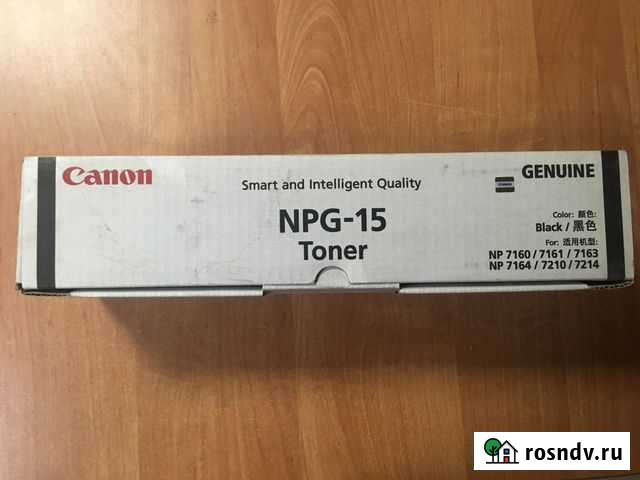 Canon
Smart and Intelligent Quality
NPG-15
Toner
GENUINE
Color: 颜色:
Black / 黑色
For: 适用机型:
NP 7160 / 7161 / 7163
NP 7164 / 7210 / 7214
rosndv.ru